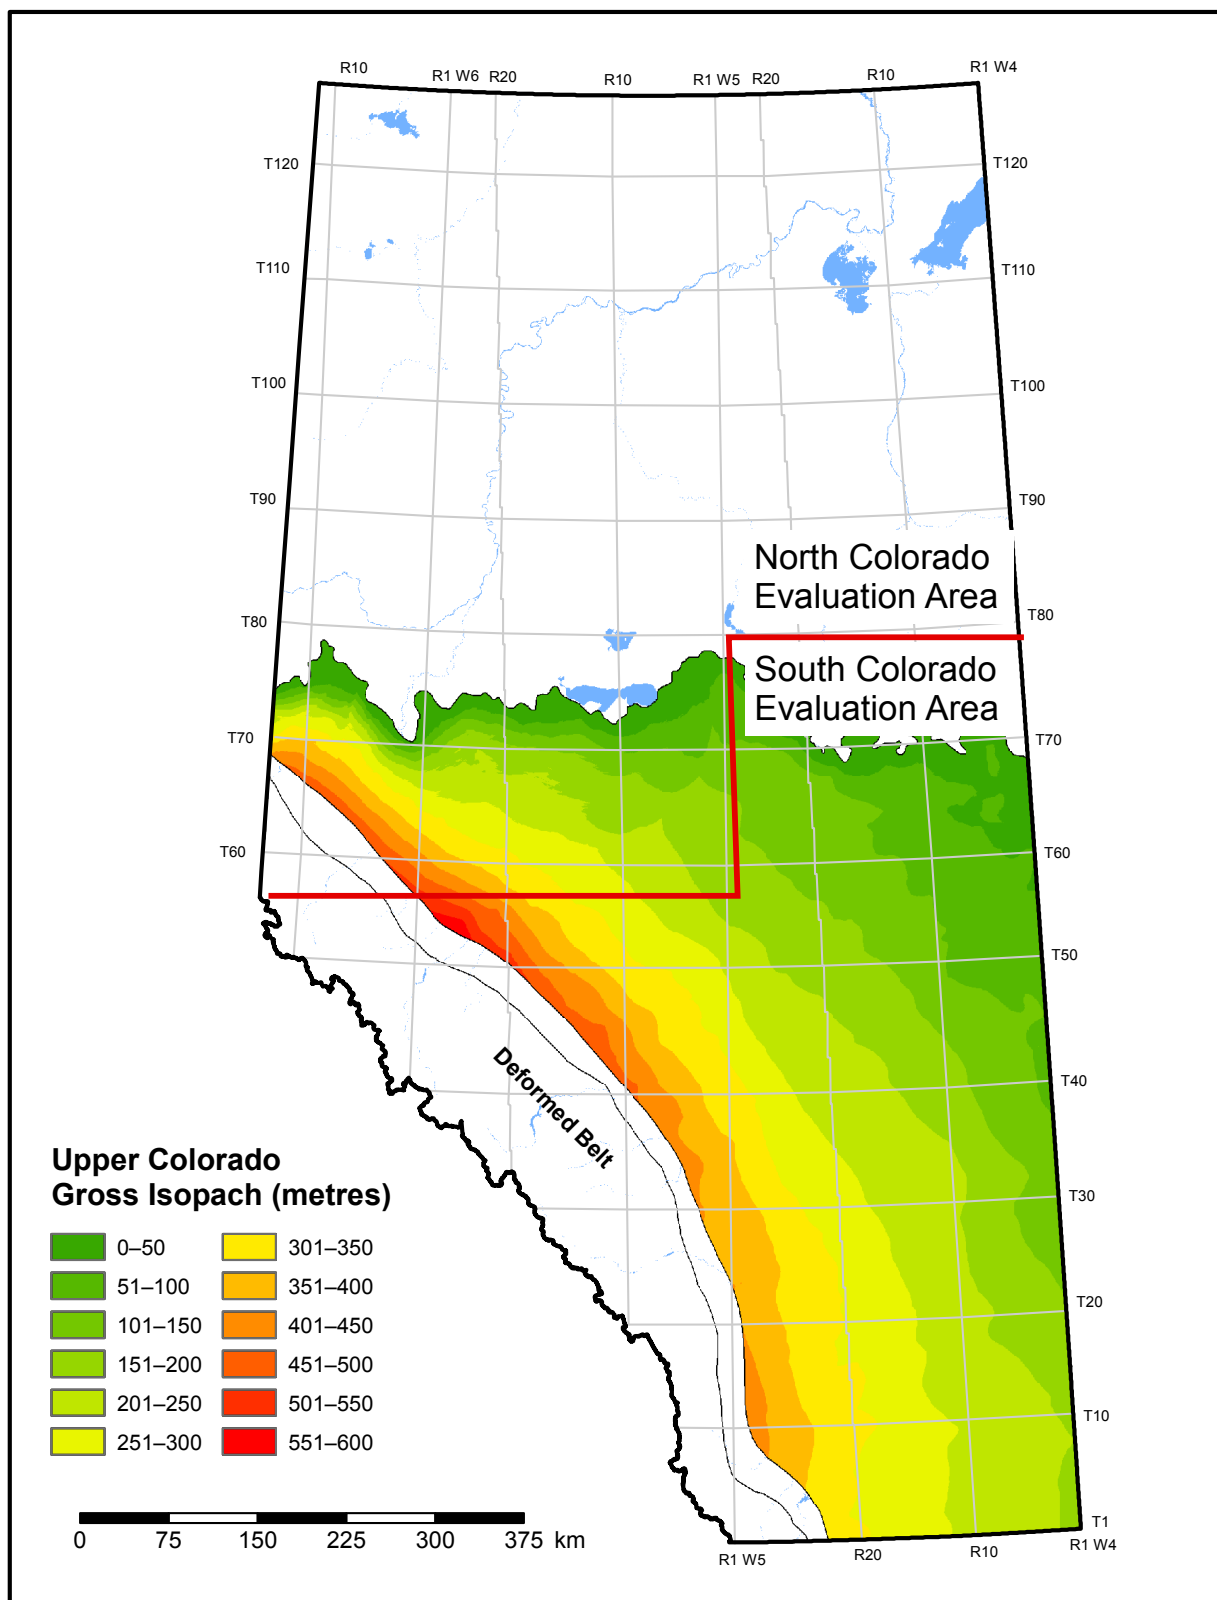 R10 R1 W6 R20 R10 R1 W5 R20 R10 R1 W4
T120 T120
T110 T110
T100 T100
T90 T90
North Colorado
Evaluation Area
T80 T80
South Colorado
Evaluation Area
T70 T70
T60 T60
T50
Deformed Belt
T40
Upper Colorado
Gross Isopach (metres)
T30
0–50 301–350
51–100 351–400
T20
101–150 401–450
151–200 451–500
201–250 501–550
T10
251–300 551–600
T1
0 75 150 225 300 375 km
R1 W5 R20 R10 R1 W4